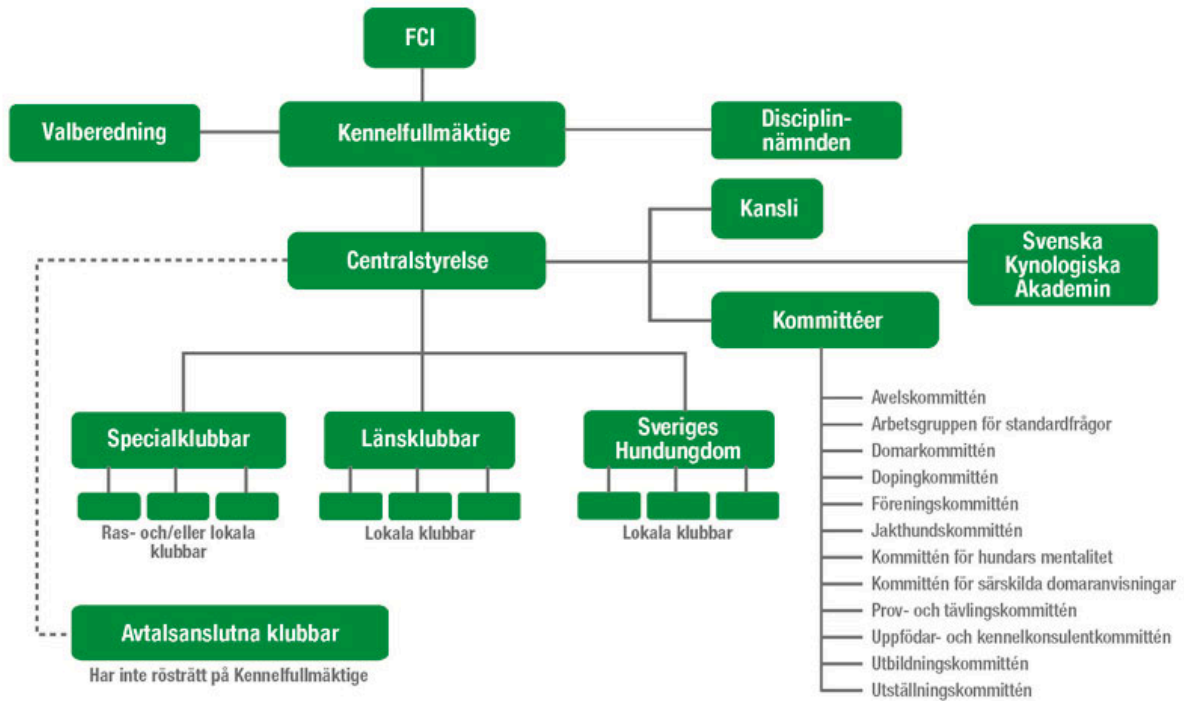 FCI
Valberedning
Kennelfullmäktige
Disciplin-
nämnden
Kansli
Centralstyrelse
Svenska
Kynologiska
Akademin
Kommittéer
Avelskommittén
Arbetsgruppen för standardfrågor
Domarkommittén
Dopingkommittén
Föreningskommittén
Jakthundskommittén
Kommittén för hundars mentalitet
Kommittén för särskilda domaranvisningar
Prov- och tävlingskommittén
Uppfödar- och kennelkonsulentkommittén
Utbildningskommittén
Utställningskommittén
Specialklubbar
Ras- och/eller lokala
klubbar
Länsklubbar
Lokala klubbar
Sveriges
Hundungdom
Lokala klubbar
Avtalsanslutna klubbar
Har inte rösträtt på Kennelfullmäktige